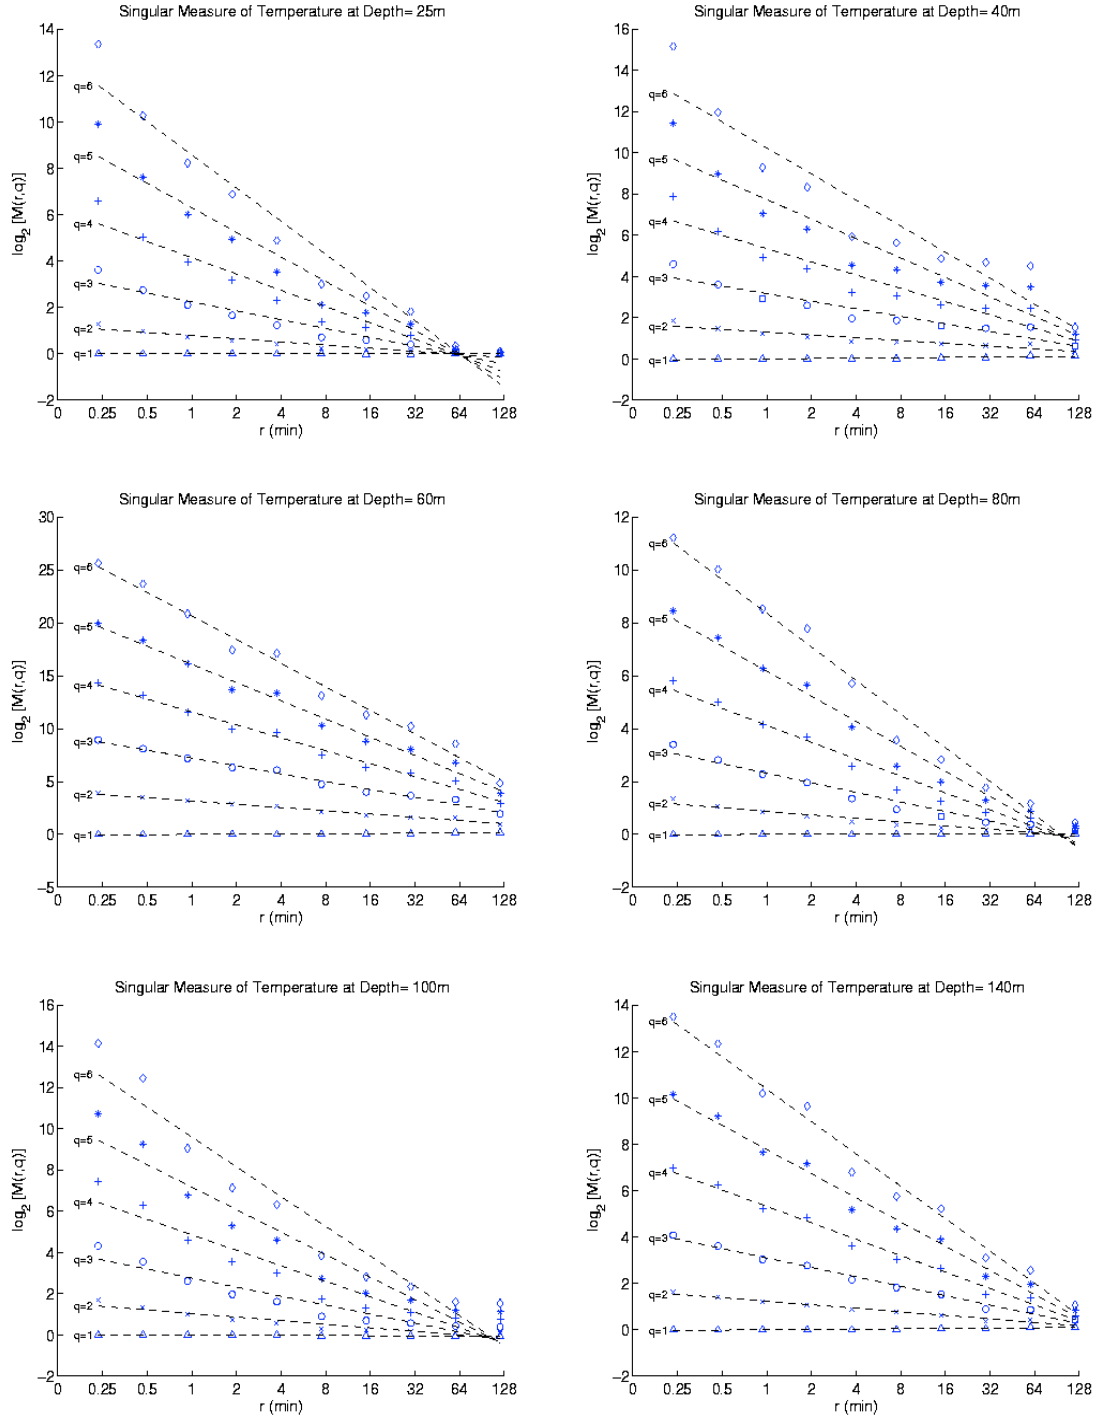 Singular Measure of Temperature at Depth= 25m
14
12
10
8
6
4
2
0
−2
log2 [M(r,q)]
q=6
q=5
q=4
q=3
q=2
q=1
0 0.25 0.5 1 2 4 8 16 32 64 128
r (min)
Singular Measure of Temperature at Depth= 40m
16
14
12
10
8
6
4
2
0
−2
log2 [M(r,q)]
q=6
q=5
q=4
q=3
q=2
q=1
0 0.25 0.5 1 2 4 8 16 32 64 128
r (min)
Singular Measure of Temperature at Depth= 60m
30
25
20
15
10
5
0
−5
log2 [M(r,q)]
q=6
q=5
q=4
q=3
q=2
q=1
0 0.25 0.5 1 2 4 8 16 32 64 128
r (min)
Singular Measure of Temperature at Depth= 80m
12
10
8
6
4
2
0
−2
log2 [M(r,q)]
q=6
q=5
q=4
q=3
q=2
q=1
0 0.25 0.5 1 2 4 8 16 32 64 128
r (min)
Singular Measure of Temperature at Depth= 100m
16
14
12
10
8
6
4
2
0
−2
log2 [M(r,q)]
q=6
q=5
q=4
q=3
q=2
q=1
0 0.25 0.5 1 2 4 8 16 32 64 128
r (min)
Singular Measure of Temperature at Depth= 140m
14
12
10
8
6
4
2
0
−2
log2 [M(r,q)]
q=6
q=5
q=4
q=3
q=2
q=1
0 0.25 0.5 1 2 4 8 16 32 64 128
r (min)